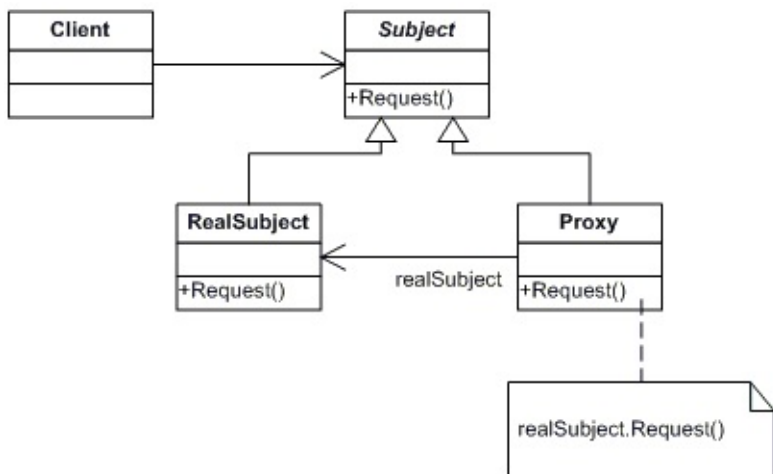 Client
Subject
+Request()
RealSubject
+Request()
realSubject
Proxy
+Request()
realSubject.Request()